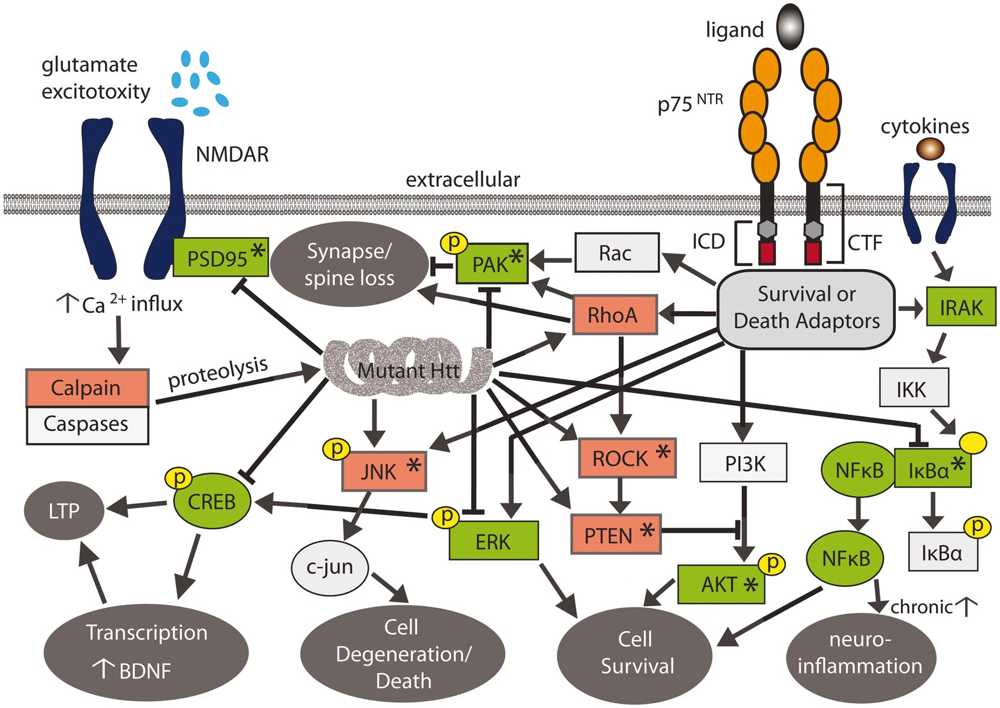 ligand
glutamate
excitotoxity
p75 NTR
cytokines
NMDAR
extracellular
ICD
CTF
PSD95 *
Synapse/
spine loss
p
PAK*
Rac
Survival or
Death Adaptors
IRAK
RhoA
↑Ca 2+ influx
Calpain
Caspases
proteolysis
Mutant Htt
IKK
p
JNK *
ROCK *
PI3K
NFκB
IκBα*
p
CREB
LTP
p
ERK
PTEN *
p
AKT *
NFκB
p
IκBα
c-jun
chronic ↑
Transcription
↑ BDNF
Cell
Degeneration/
Death
Cell
Survival
neuro-
inflammation